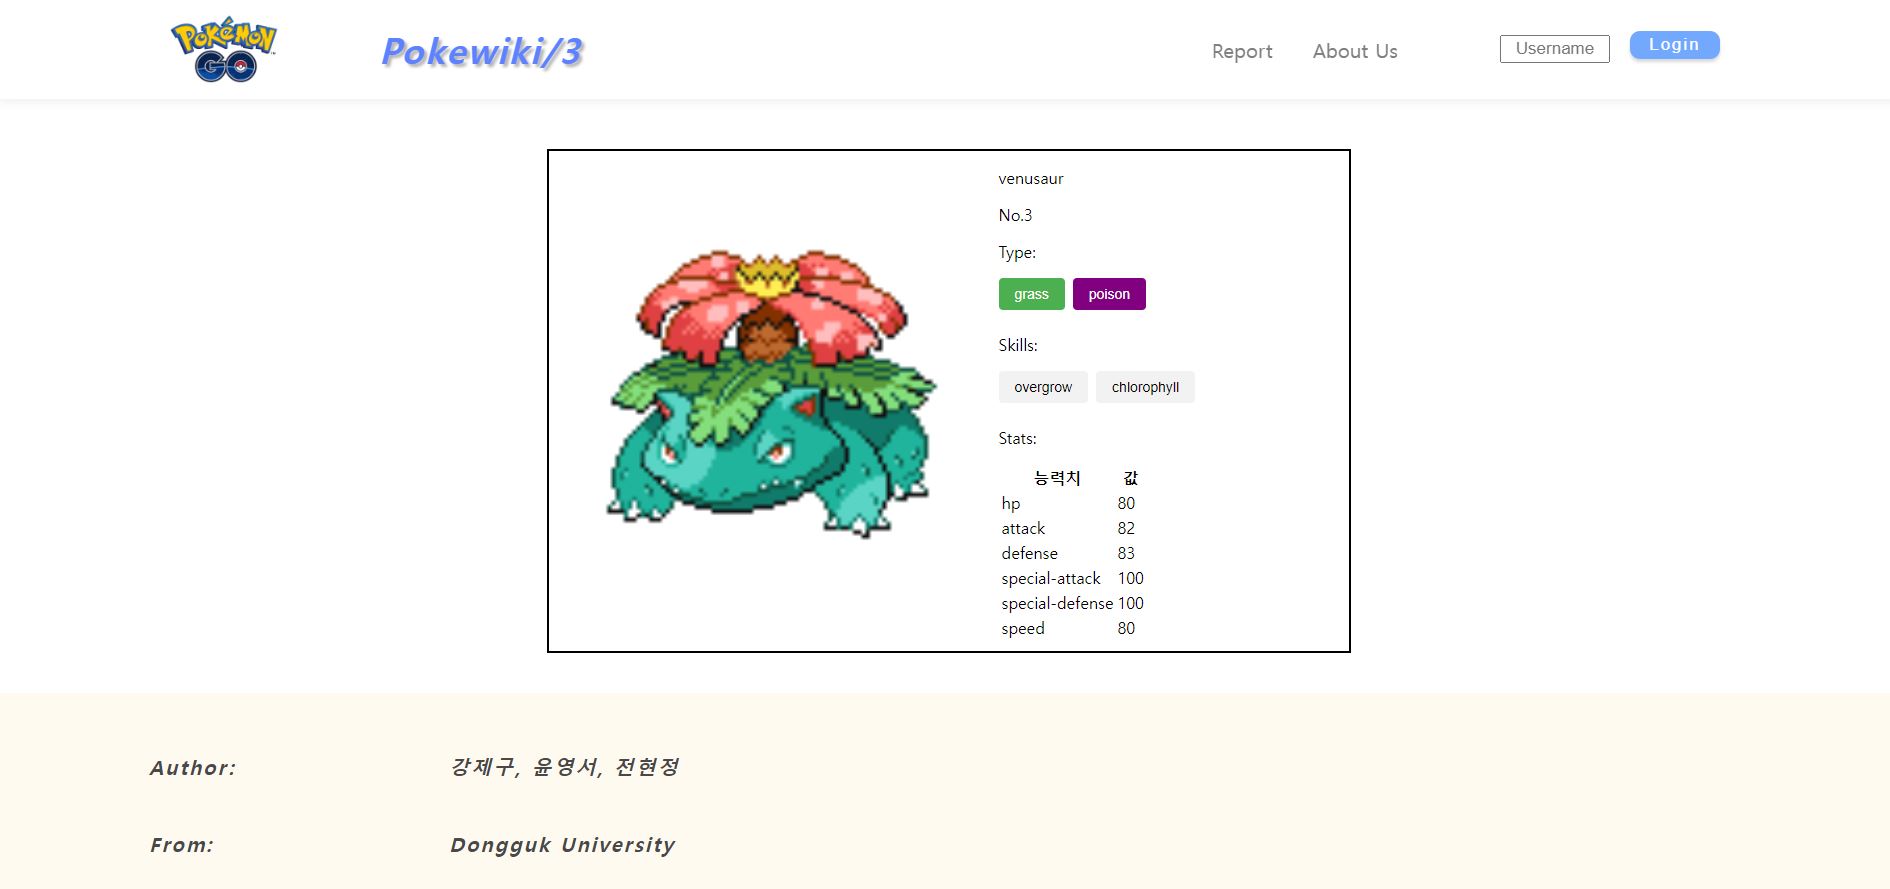 Pokémon
GO
Pokewiki/3
Report
About Us
Username
Login
venusaur
No.3
Type:
grass poison
Skills:
overgrow chlorophyll
Stats:
능력치 값
hp 80
attack 82
defense 83
special-attack 100
special-defense 100
speed 80
Author: 강제구, 윤영서, 전현정
From: Dongguk University